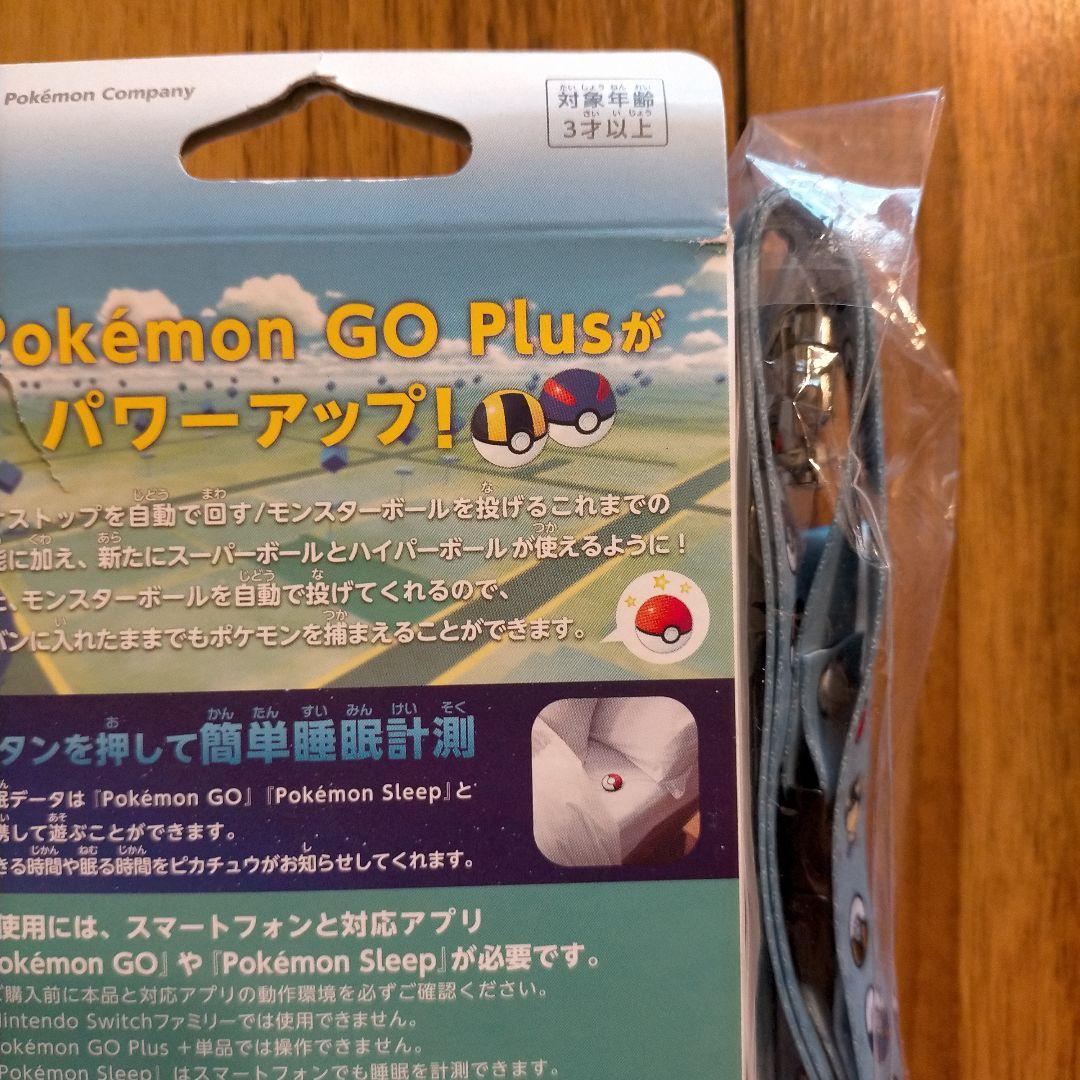 Pokémon Company
対象年齢
3才以上
Pokémon GO Plusが
パワーアップ!
ストップを自動で回す/モンスターボールを投げるこれまでの
に加え、新たにスーパーボールとハイパーボールが使えるように!
、モンスターボールを自動で投げてくれるので、
バンに入れたままでもポケモンを捕まえることができます。
タンを押して簡単睡眠計測
眠データは『Pokémon GO』『Pokémon Sleep』と
携して遊ぶことができます。
きる時間や眠る時間をピカチュウがお知らせしてくれます。
使用には、スマートフォンと対応アプリ
okémon GO』や『Pokémon Sleep』が必要です。
ご購入前に本品と対応アプリの動作環境を必ずご確認ください。
Nintendo Switchファミリーでは使用できません。
okémon GO Plus +単品では操作できません。
Pokémon Sleep』はスマートフォンでも睡眠を計測できます。